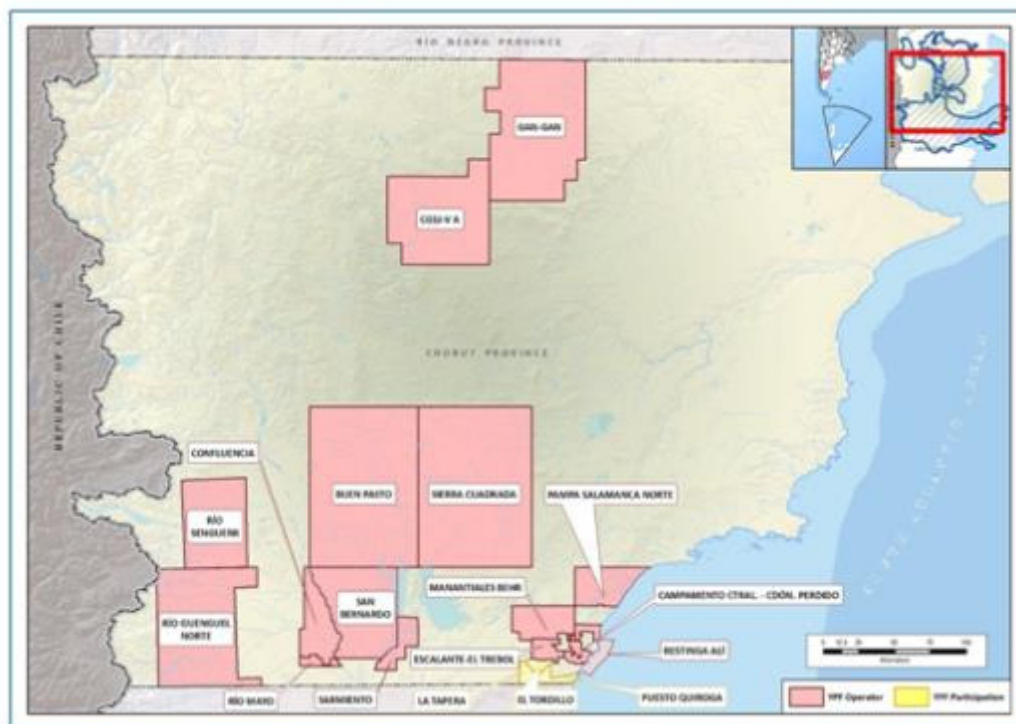 RÍO NEGRO PROVINCE
GAN-GAN
COSU-V A
REPUBLIC OF CHILE
CHUBUT PROVINCE
CONFLUENCIA
BUEN PASTO
SIERRA CUADRADA
PAMPA SALAMANCA NORTE
RÍO
SENGUERR
MANANTIALES BEHR
CAMPAMENTO CTRAL. - CDÓN. PERDIDO
SAN
BERNARDO
RÍO GUENGUEL
NORTE
ESCALANTE-EL TREBOL
RESTINGA ALÍ
RÍO MAYO
SARMIENTO
LA TAPERA
EL TORDILLO
PUESTO QUIROGA
YPF Operator
YPF Participation